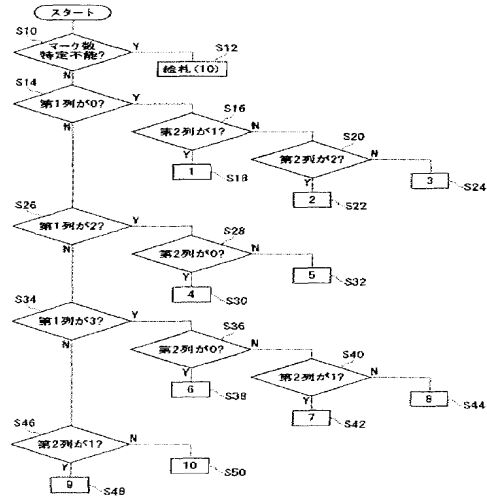 スタート
S10
マーク数
特定不能?
Y
S12
絵札(10)
N
S14
第1列が0?
Y
N
S16
第2列が1?
N
Y
1
S18
S20
第2列が2?
N
Y
2
S22
3
S24
S26
第1列が2?
Y
N
S28
第2列が0?
N
Y
4
S30
5
S32
S34
第1列が3?
Y
N
S36
第2列が0?
N
Y
6
S38
S40
第2列が1?
N
Y
7
S42
8
S44
S46
第2列が1?
N
Y
9
S48
10
S50